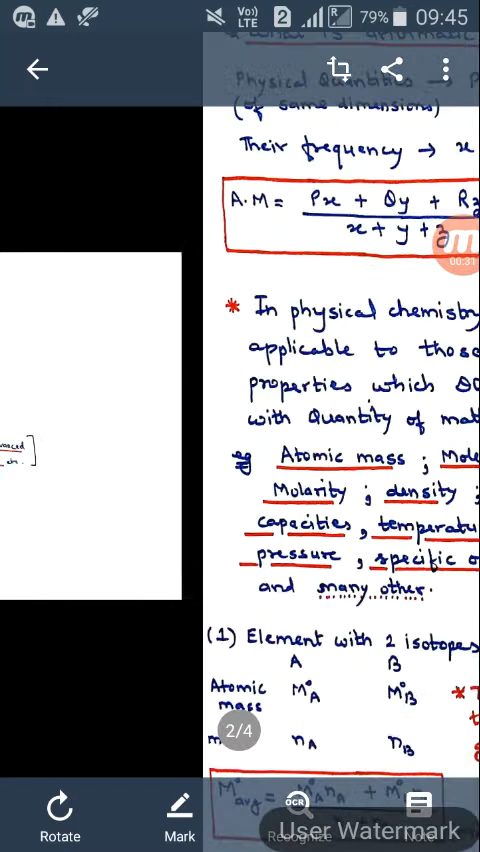 Vo))
LTE
2
R
79%
09:45
Physical Quantities → P
(of same dimensions)
Their frequency → x
A.M = Px + Qy + Rz
x + y + z
00:31
* In physical chemistry
applicable to those
properties which
with Quantity of mat
eg Atomic mass ; Mole
Molarity ; density ;
capacities, temperatu
pressure , specific
and many other.
(1) Element with 2 isotopes
A B
Atomic M°A M°B
mass
nA nB
2/4
M°avg = M°A nA + M°
Rotate
Mark
OCR
Recognize
Note
User Watermark